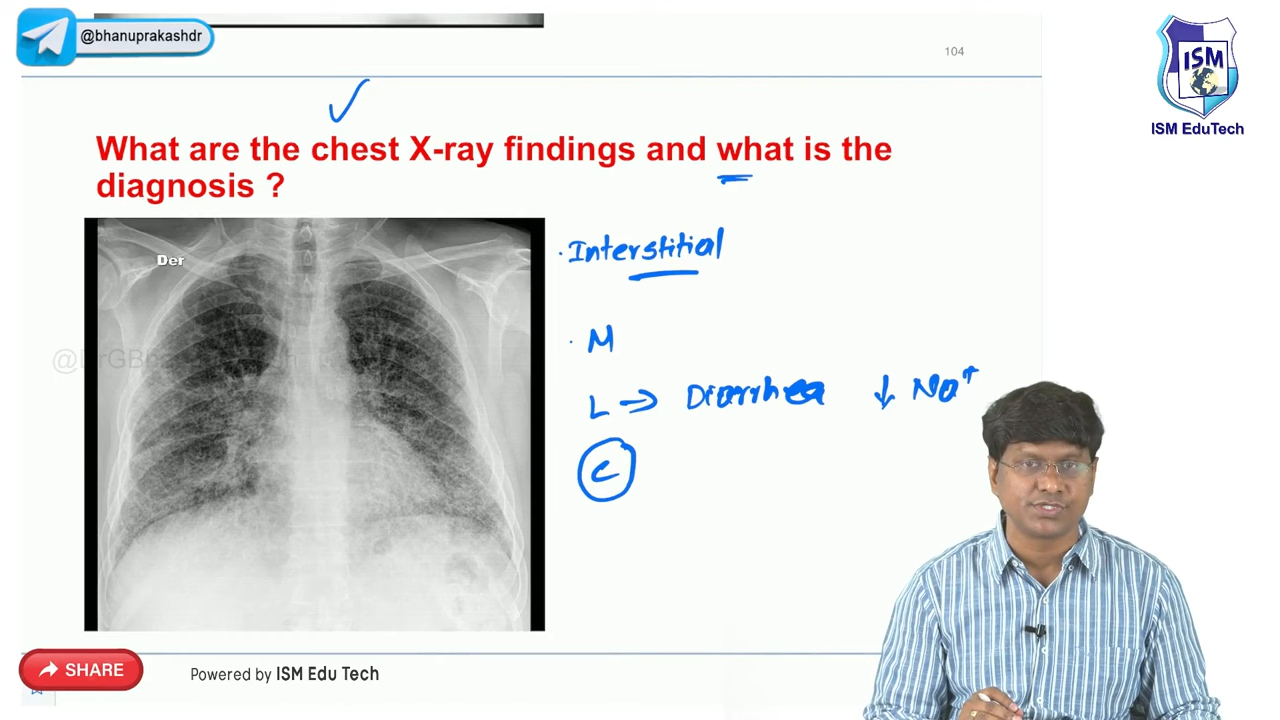 @bhanuprakashdr
104
ISM
ISM EduTech
What are the chest X-ray findings and what is the
diagnosis ?
Der
· Interstitial
· M
L → Diarrhea ↓ Na+
C
SHARE
Powered by ISM Edu Tech